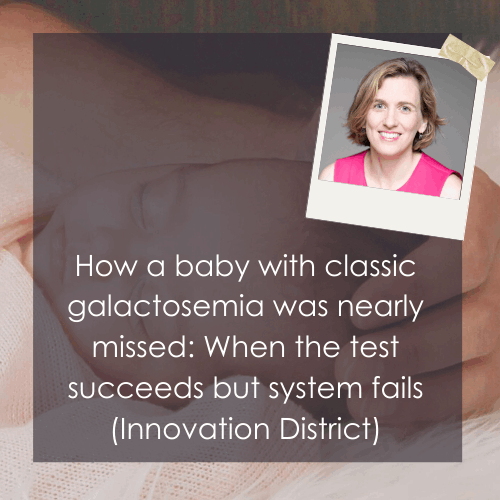 How a baby with classic
galactosemia was nearly
missed: When the test
succeeds but system fails
(Innovation District)